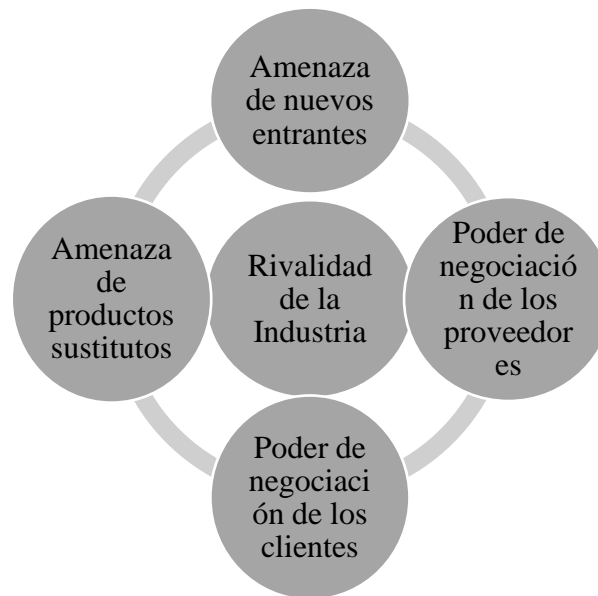 Amenaza
de nuevos
entrantes
Amenaza
de
productos
sustitutos
Rivalidad
de la
Industria
Poder de
negociació
n de los
proveedor
es
Poder de
negociaci
ón de los
clientes